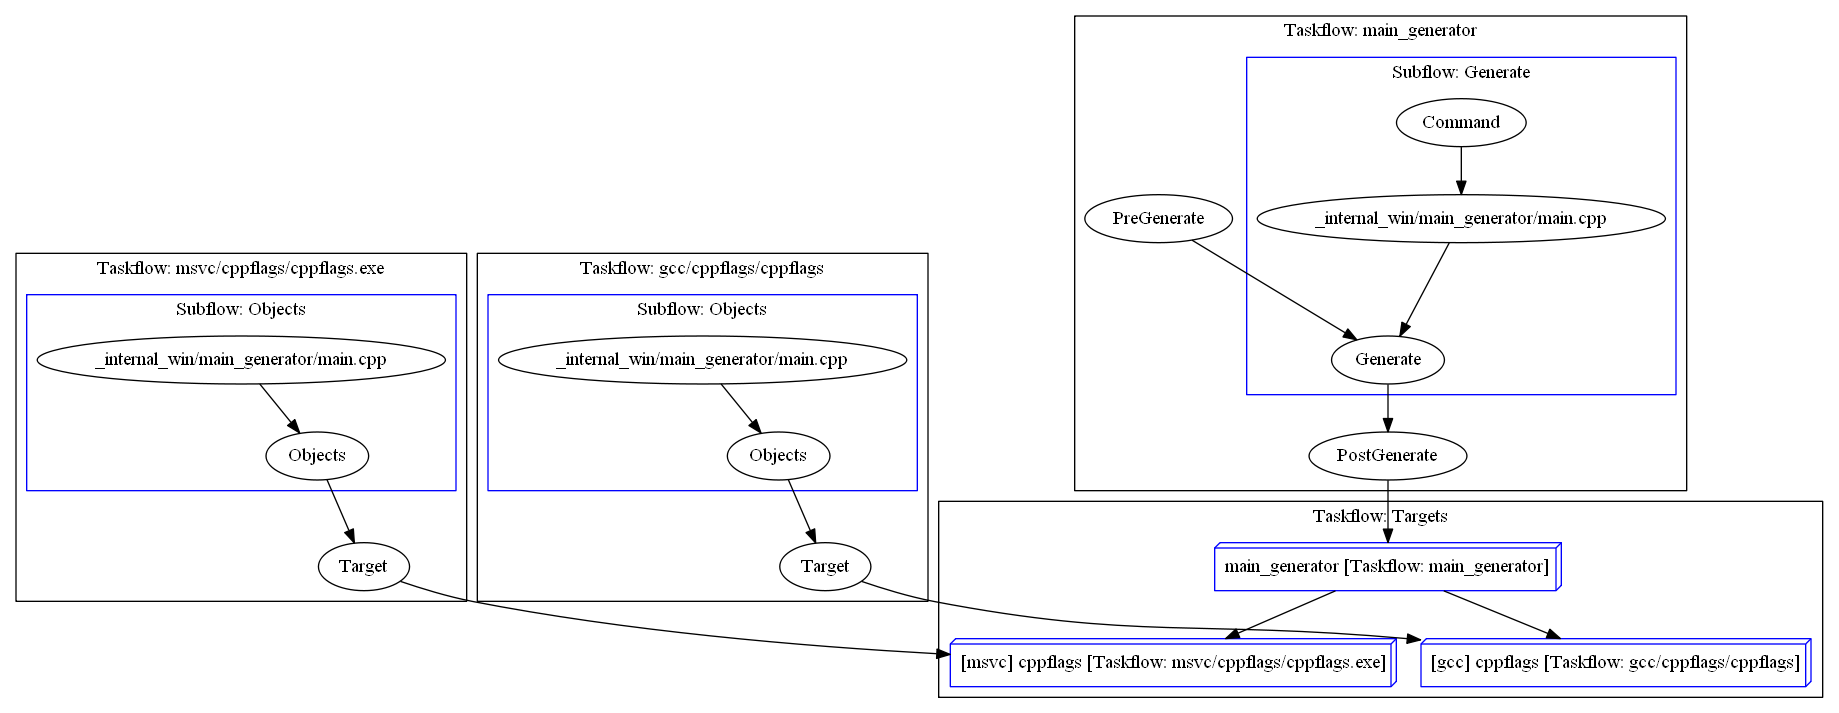 Taskflow: main_generator
Subflow: Generate
Command
PreGenerate
_internal_win/main_generator/main.cpp
Generate
PostGenerate
Taskflow: msvc/cppflags/cppflags.exe
Subflow: Objects
_internal_win/main_generator/main.cpp
Objects
Target
Taskflow: gcc/cppflags/cppflags
Subflow: Objects
_internal_win/main_generator/main.cpp
Objects
Target
Taskflow: Targets
main_generator [Taskflow: main_generator]
[msvc] cppflags [Taskflow: msvc/cppflags/cppflags.exe]
[gcc] cppflags [Taskflow: gcc/cppflags/cppflags]